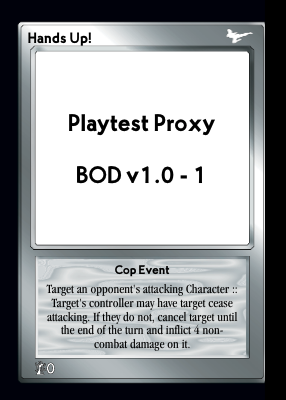 Hands Up!
Playtest Proxy
BOD v1.0 - 1
Cop Event
Target an opponent's attacking Character ::
Target's controller may have target cease
attacking. If they do not, cancel target until
the end of the turn and inflict 4 non-
combat damage on it.
0